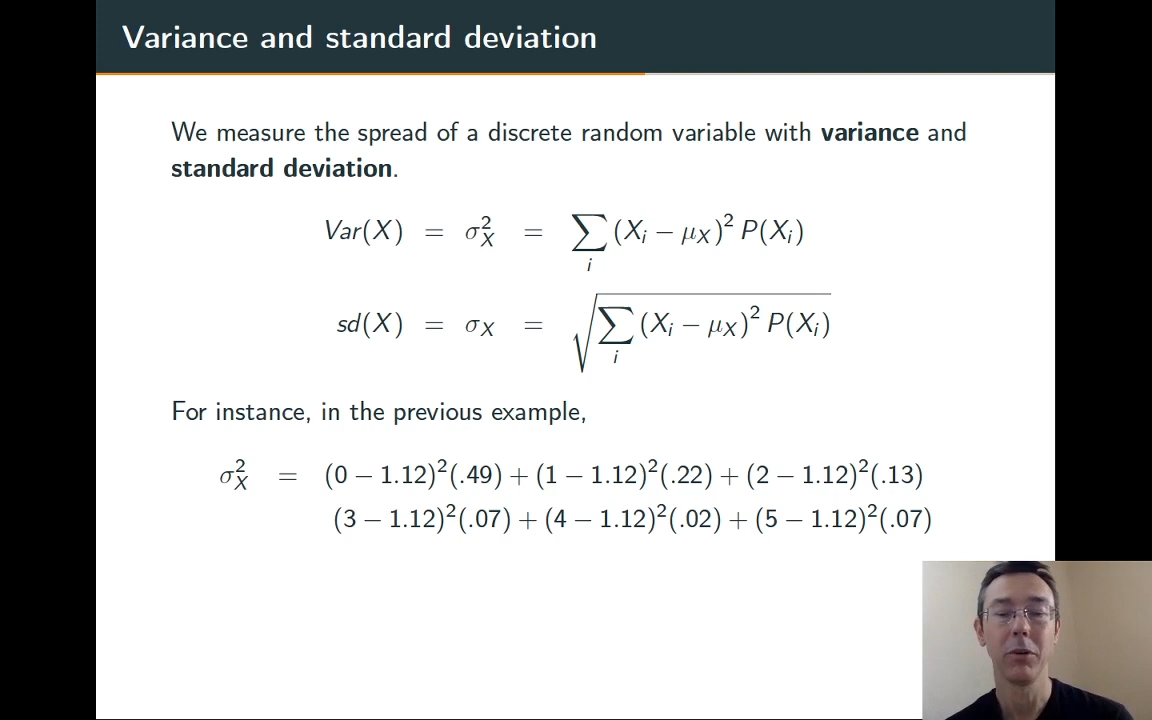 Variance and standard deviation
We measure the spread of a discrete random variable with variance and
standard deviation.
Var(X) = σ²_X = ∑_i (X_i − μ_X)² P(X_i)
sd(X) = σ_X = √(∑_i (X_i − μ_X)² P(X_i))
For instance, in the previous example,
σ²_X = (0 − 1.12)²(.49) + (1 − 1.12)²(.22) + (2 − 1.12)²(.13)
(3 − 1.12)²(.07) + (4 − 1.12)²(.02) + (5 − 1.12)²(.07)